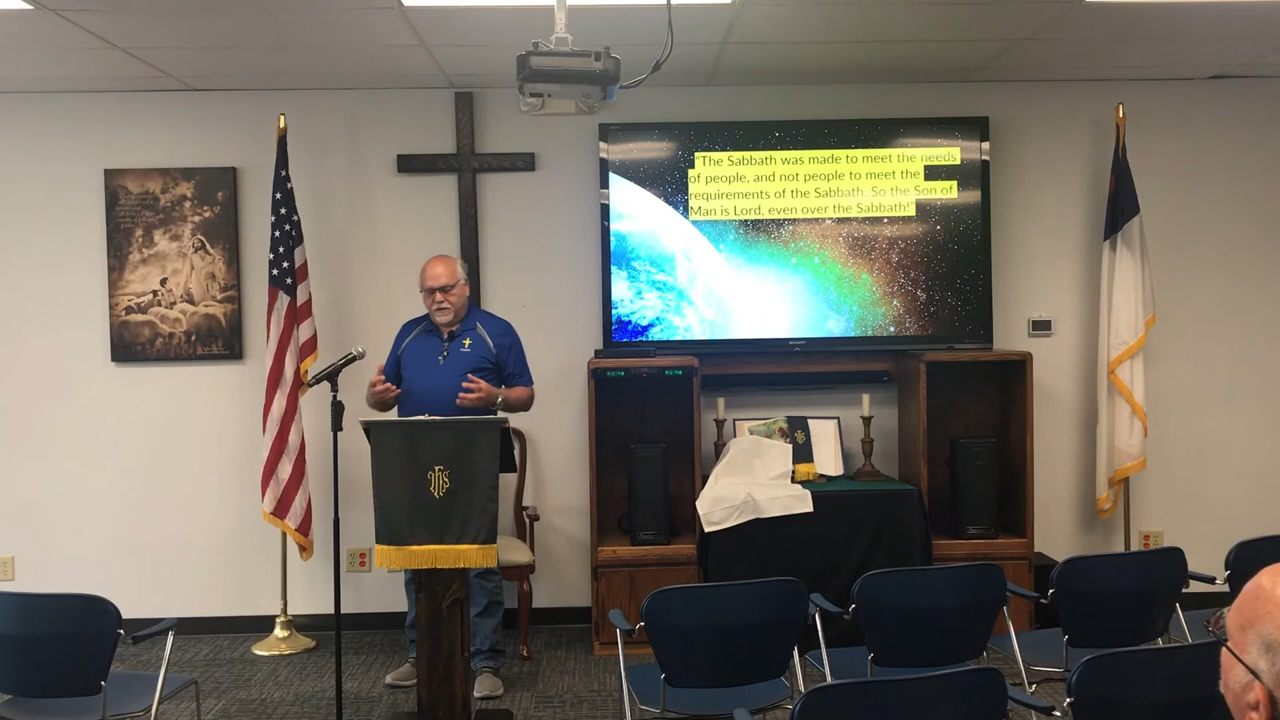 "The Sabbath was made to meet the needs
of people, and not people to meet the
requirements of the Sabbath. So the Son of
Man is Lord, even over the Sabbath!"
SHARP
IHS